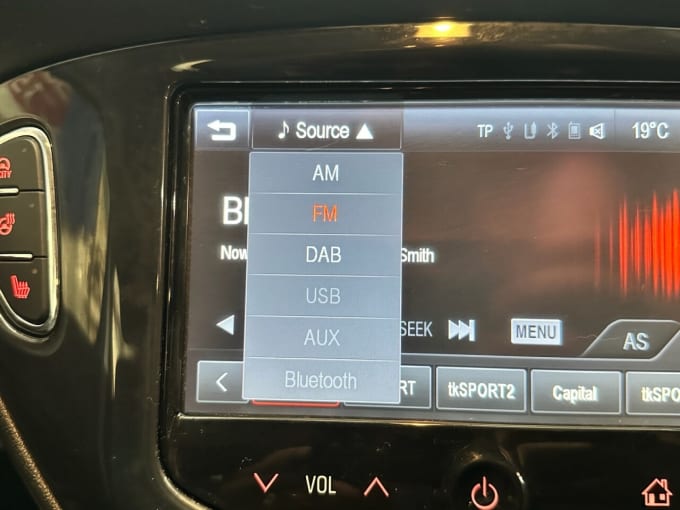 Source
TP 19°C
AM
FM
DAB
USB
AUX
Bluetooth
Smith
SEEK MENU AS
tkSPORT2 Capital
VOL